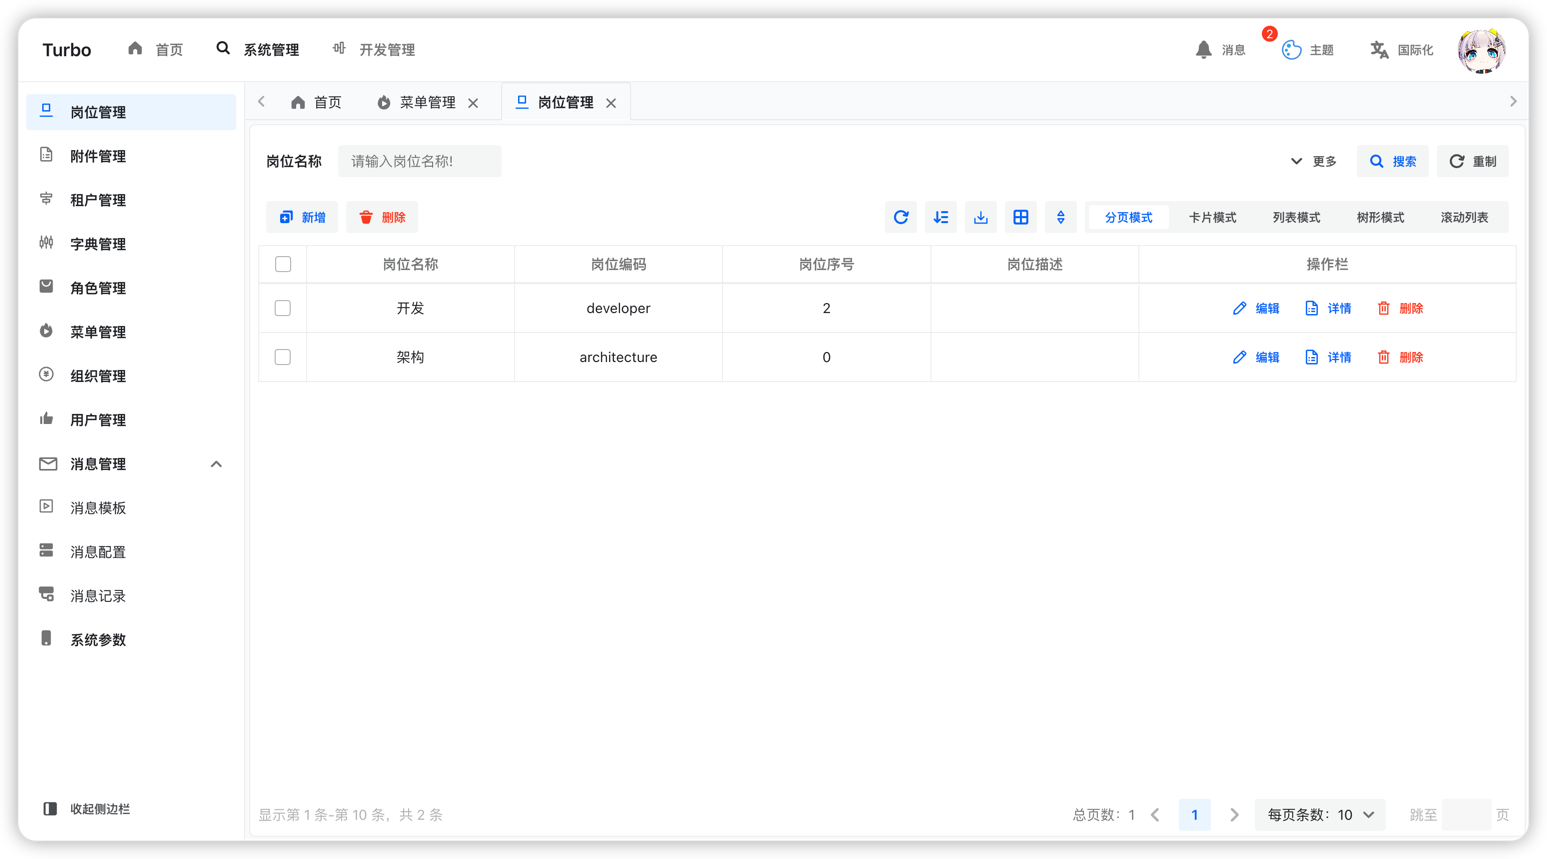 Turbo 首页 系统管理 开发管理 消息 2 主题 国际化
岗位管理
附件管理
租户管理
字典管理
角色管理
菜单管理
组织管理
用户管理
消息管理
消息模板
消息配置
消息记录
系统参数
收起侧边栏
首页 菜单管理 岗位管理
岗位名称 请输入岗位名称! 更多 搜索 重制
新增 删除 分页模式 卡片模式 列表模式 树形模式 滚动列表
岗位名称 岗位编码 岗位序号 岗位描述 操作栏
开发 developer 2 编辑 详情 删除
架构 architecture 0 编辑 详情 删除
显示第 1 条-第 10 条，共 2 条 总页数：1 1 每页条数：10 跳至 页